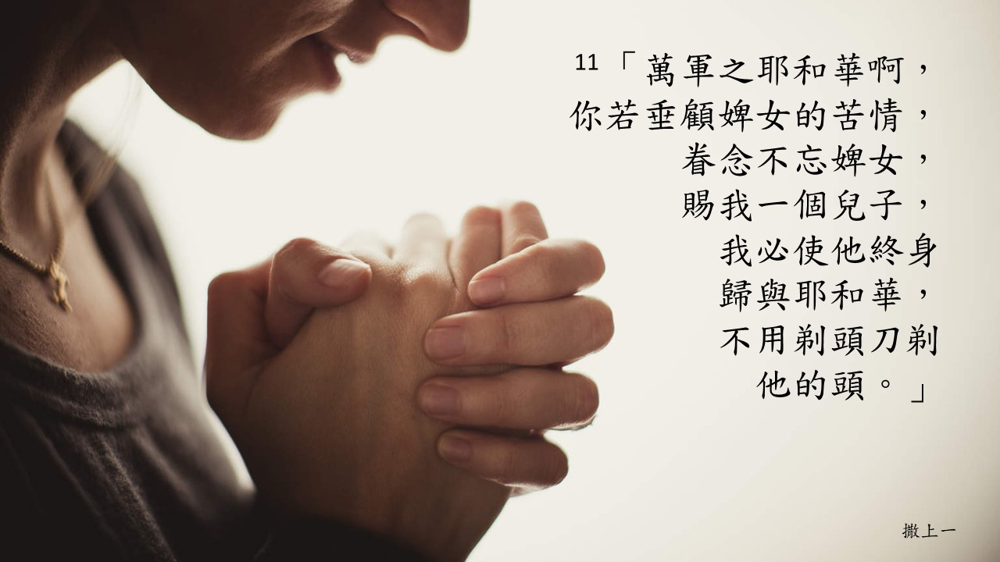 11「萬軍之耶和華啊，
你若垂顧婢女的苦情，
眷念不忘婢女，
賜我一個兒子，
我必使他終身
歸與耶和華，
不用剃頭刀剃
他的頭。」
撒上一